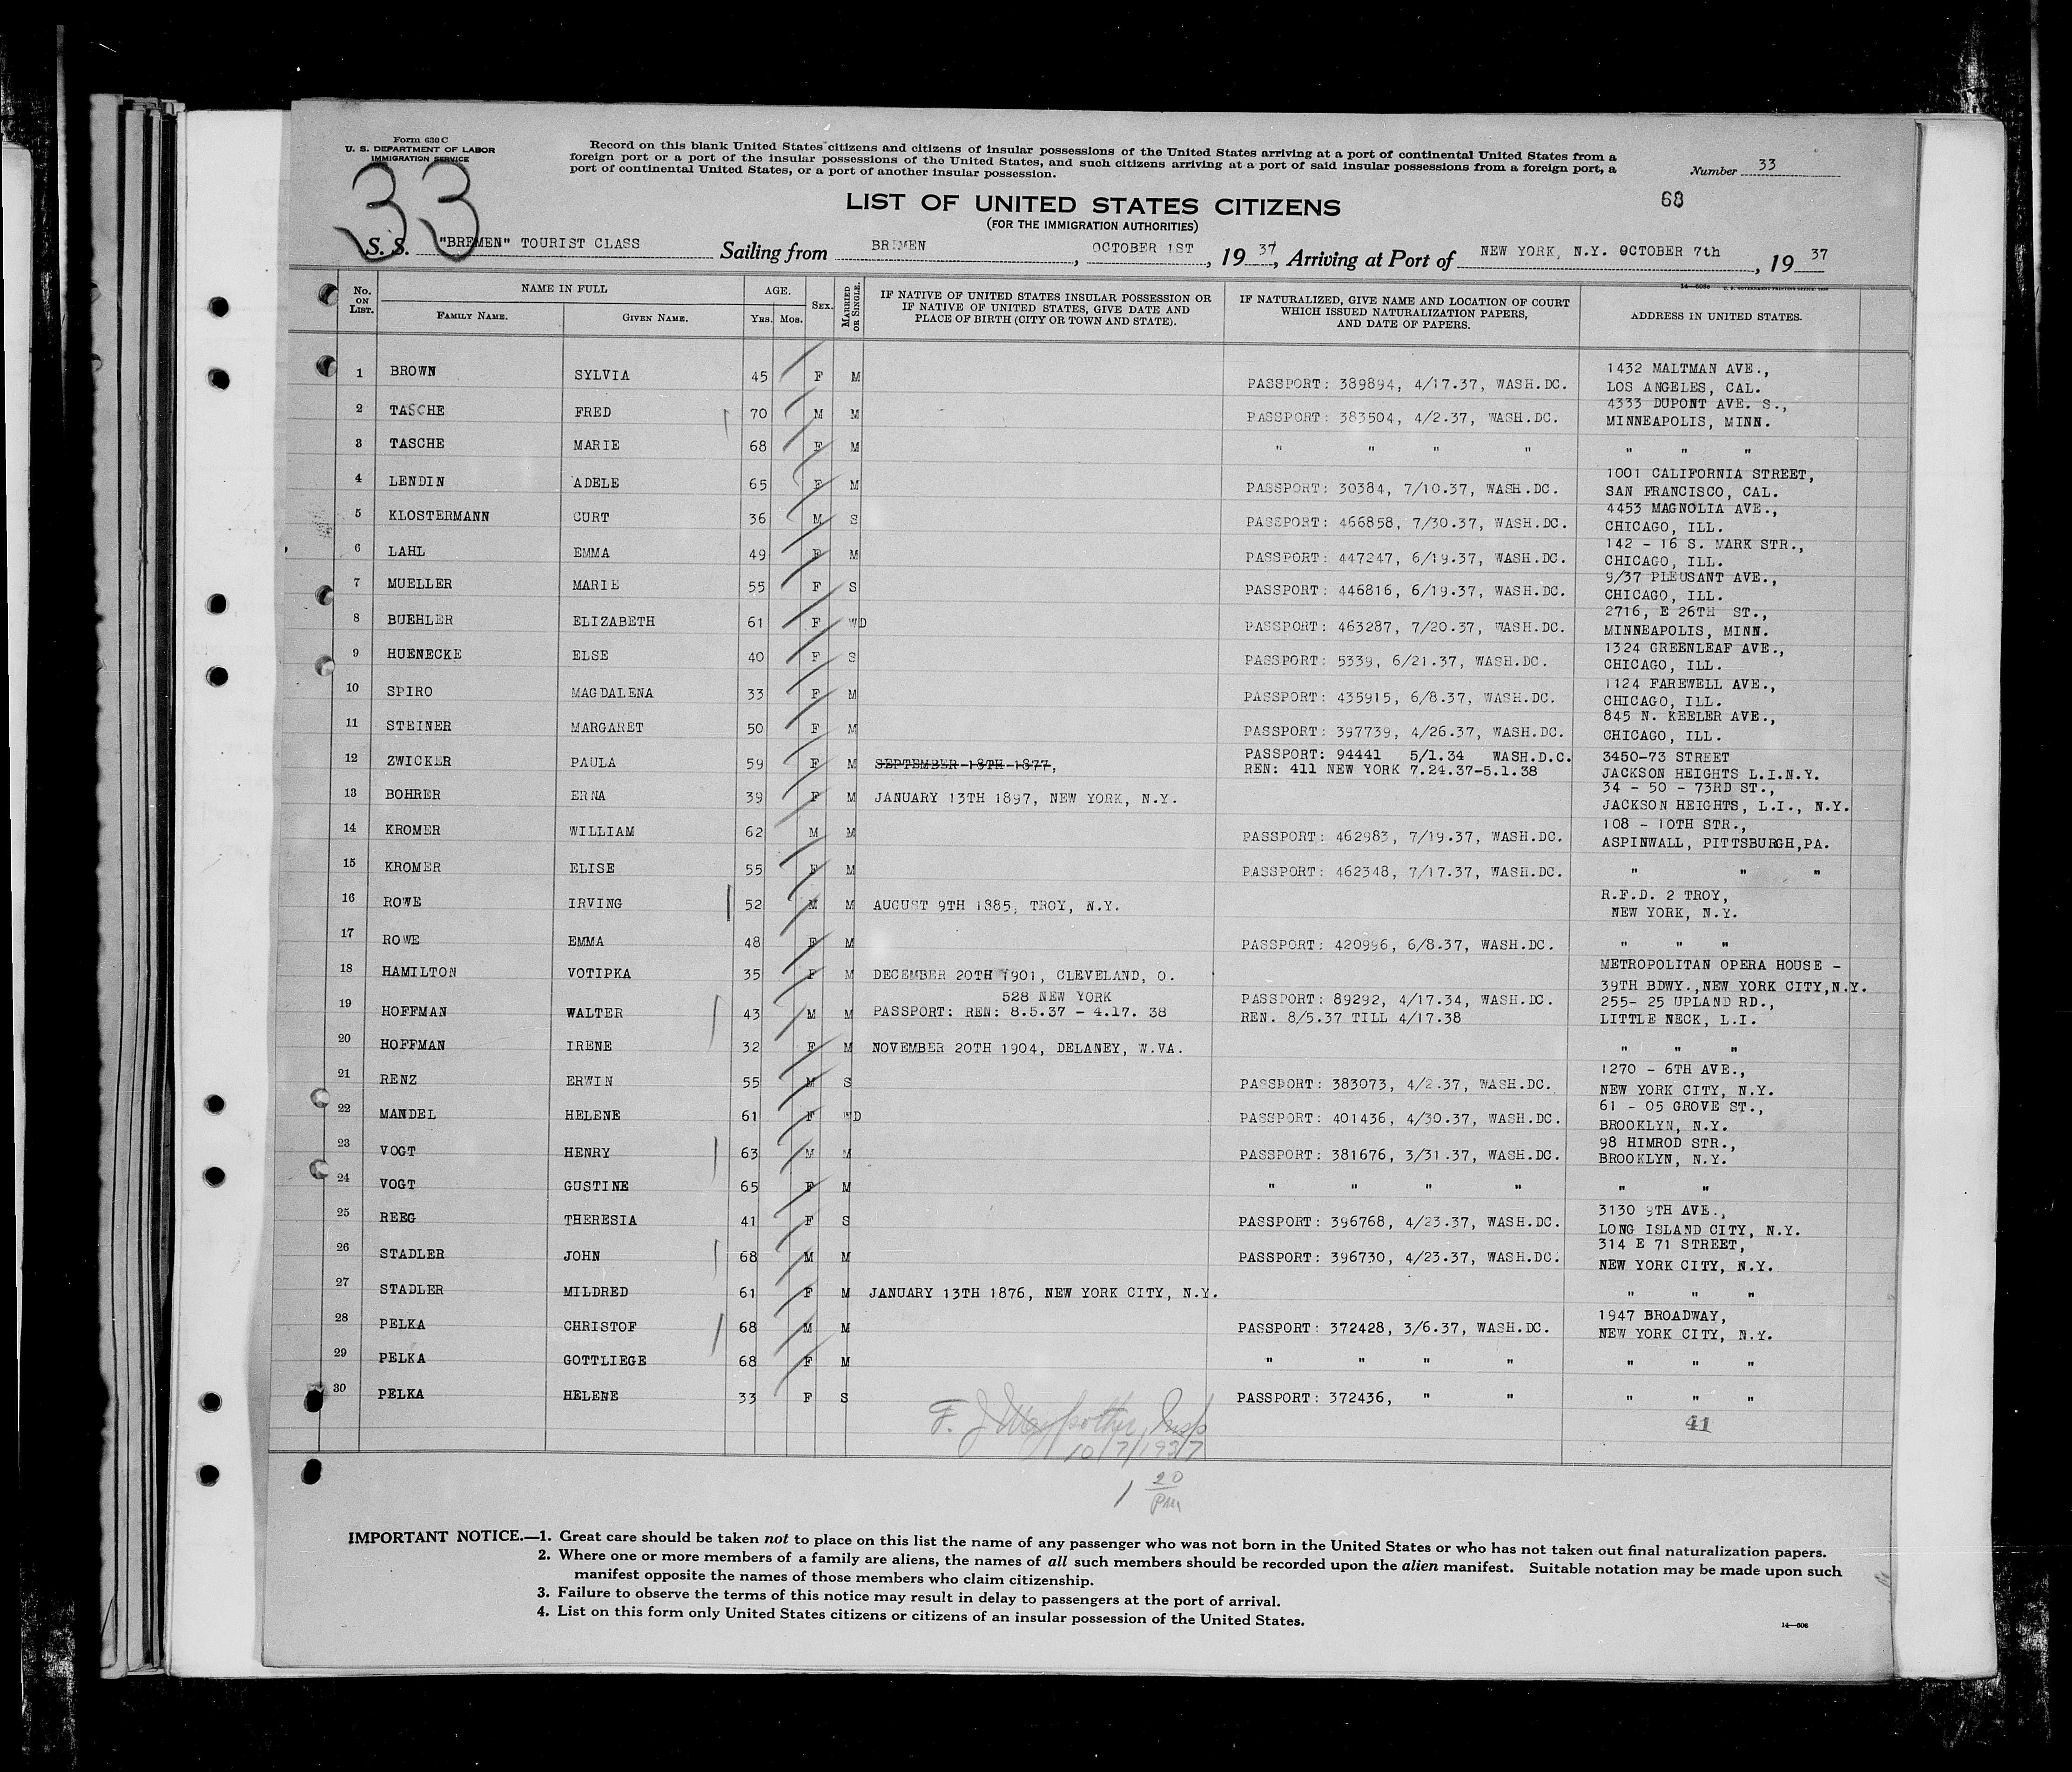 Form 630 C
U. S. DEPARTMENT OF LABOR
IMMIGRATION SERVICE
33
Record on this blank United States citizens and citizens of insular possessions of the United States arriving at a port of continental United States from a
foreign port or a port of the insular possessions of the United States, and such citizens arriving at a port of said insular possessions from a foreign port, a
port of continental United States, or a port of another insular possession.
Number 33
68
LIST OF UNITED STATES CITIZENS
(FOR THE IMMIGRATION AUTHORITIES)
S. S. "BREMEN" TOURIST CLASS Sailing from BREMEN, OCTOBER 1ST, 19 37, Arriving at Port of NEW YORK, N.Y. OCTOBER 7th, 19 37
No. ON LIST. NAME IN FULL FAMILY NAME. GIVEN NAME. AGE. YRS. MOS. SEX. MARRIED OR SINGLE. IF NATIVE OF UNITED STATES INSULAR POSSESSION OR IF NATIVE OF UNITED STATES, GIVE DATE AND PLACE OF BIRTH (CITY OR TOWN AND STATE). IF NATURALIZED, GIVE NAME AND LOCATION OF COURT WHICH ISSUED NATURALIZATION PAPERS, AND DATE OF PAPERS. ADDRESS IN UNITED STATES.
1 BROWN SYLVIA 45 F M PASSPORT: 389894, 4/17.37, WASH.DC. 1432 MALTMAN AVE., LOS ANGELES, CAL.
2 TASCHE FRED 70 M M PASSPORT: 383504, 4/2.37, WASH.DC. 4333 DUPONT AVE. S., MINNEAPOLIS, MINN.
3 TASCHE MARIE 68 F M " " " " " " "
4 LENDIN ADELE 65 F M PASSPORT: 30384, 7/10.37, WASH.DC. 1001 CALIFORNIA STREET, SAN FRANCISCO, CAL.
5 KLOSTERMANN CURT 36 M S PASSPORT: 466858, 7/30.37, WASH.DC. 4453 MAGNOLIA AVE., CHICAGO, ILL.
6 LAHL EMMA 49 F M PASSPORT: 447247, 6/19.37, WASH.DC. 142 - 16 S. MARK STR., CHICAGO, ILL.
7 MUELLER MARIE 55 F S PASSPORT: 446816, 6/19.37, WASH.DC. 9/37 PLEUSANT AVE., CHICAGO, ILL.
8 BUEHLER ELIZABETH 61 F WD PASSPORT: 463287, 7/20.37, WASH.DC. 2716, E 26TH ST., MINNEAPOLIS, MINN.
9 HUENECKE ELSE 40 F S PASSPORT: 5339, 6/21.37, WASH.DC. 1324 GREENLEAF AVE., CHICAGO, ILL.
10 SPIRO MAGDALENA 33 F M PASSPORT: 435915, 6/8.37, WASH.DC. 1124 FAREWELL AVE., CHICAGO, ILL.
11 STEINER MARGARET 50 F M PASSPORT: 397739, 4/26.37, WASH.DC. 845 N. KEELER AVE., CHICAGO, ILL.
12 ZWICKER PAULA 59 F M SEPTEMBER 18TH 1877, PASSPORT: 94441 5/1.34 WASH.D.C. REN: 411 NEW YORK 7.24.37-5.1.38 3450-73 STREET JACKSON HEIGHTS L.I.N.Y.
13 BOHRER ERNA 39 F M JANUARY 13TH 1897, NEW YORK, N.Y. 34 - 50 - 73RD ST., JACKSON HEIGHTS, L.I., N.Y.
14 KROMER WILLIAM 62 M M PASSPORT: 462983, 7/19.37, WASH.DC. 108 - 10TH STR., ASPINWALL, PITTSBURGH,PA.
15 KROMER ELISE 55 F M PASSPORT: 462348, 7/17.37, WASH.DC. " " "
16 ROWE IRVING 52 M M AUGUST 9TH 1885, TROY, N.Y. R.F.D. 2 TROY, NEW YORK, N.Y.
17 ROWE EMMA 48 F M PASSPORT: 420996, 6/8.37, WASH.DC. " " "
18 HAMILTON VOTIPKA 35 F M DECEMBER 20TH 1901, CLEVELAND, O. METROPOLITAN OPERA HOUSE - 39TH BDWY.,NEW YORK CITY,N.Y.
19 HOFFMAN WALTER 43 M M 528 NEW YORK PASSPORT: REN: 8.5.37 - 4.17. 38 PASSPORT: 89292, 4/17.34, WASH.DC. REN. 8/5.37 TILL 4/17.38 255- 25 UPLAND RD., LITTLE NECK, L.I.
20 HOFFMAN IRENE 32 F M NOVEMBER 20TH 1904, DELANEY, W.VA. " " "
21 RENZ ERWIN 55 M S PASSPORT: 383073, 4/2.37, WASH.DC. 1270 - 6TH AVE., NEW YORK CITY, N.Y.
22 MANDEL HELENE 61 F WD PASSPORT: 401436, 4/30.37, WASH.DC. 61 - 05 GROVE ST., BROOKLYN, N.Y.
23 VOGT HENRY 63 M M PASSPORT: 381676, 3/31.37, WASH.DC. 98 HIMROD STR., BROOKLYN, N.Y.
24 VOGT GUSTINE 65 F M " " " " " "
25 REEG THERESIA 41 F S PASSPORT: 396768, 4/23.37, WASH.DC. 3130 9TH AVE., LONG ISLAND CITY, N.Y.
26 STADLER JOHN 68 M M PASSPORT: 396730, 4/23.37, WASH.DC. 314 E 71 STREET, NEW YORK CITY, N.Y.
27 STADLER MILDRED 61 F M JANUARY 13TH 1876, NEW YORK CITY, N.Y. " " "
28 PELKA CHRISTOF 68 M M PASSPORT: 372428, 3/6.37, WASH.DC. 1947 BROADWAY, NEW YORK CITY, N.Y.
29 PELKA GOTTLIEGE 68 F M " " " " " " "
30 PELKA HELENE 33 F S PASSPORT: 372436, " " " " "
F. J. Insp
10/7/1937
41
1 20 PM
IMPORTANT NOTICE.—1. Great care should be taken not to place on this list the name of any passenger who was not born in the United States or who has not taken out final naturalization papers.
2. Where one or more members of a family are aliens, the names of all such members should be recorded upon the alien manifest. Suitable notation may be made upon such
manifest opposite the names of those members who claim citizenship.
3. Failure to observe the terms of this notice may result in delay to passengers at the port of arrival.
4. List on this form only United States citizens or citizens of an insular possession of the United States.
14—608